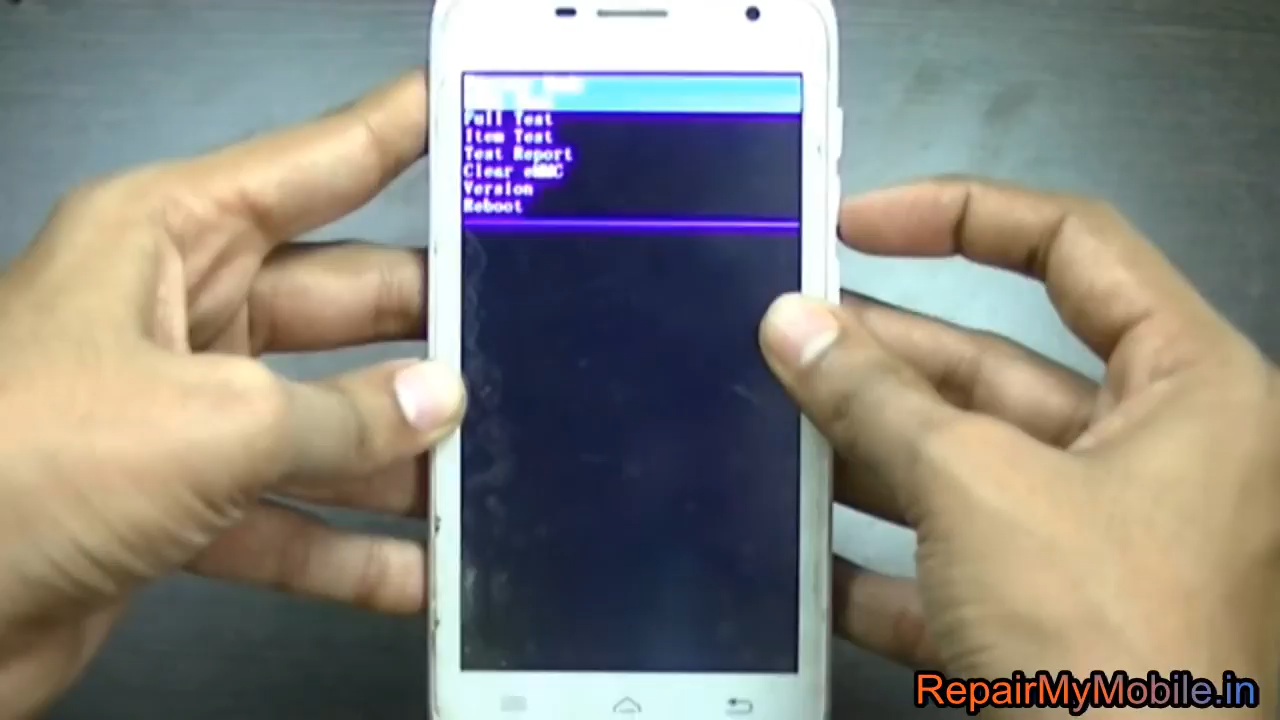 Full Test
Item Test
Test Report
Clear eMMC
Version
Reboot
RepairMyMobile.in